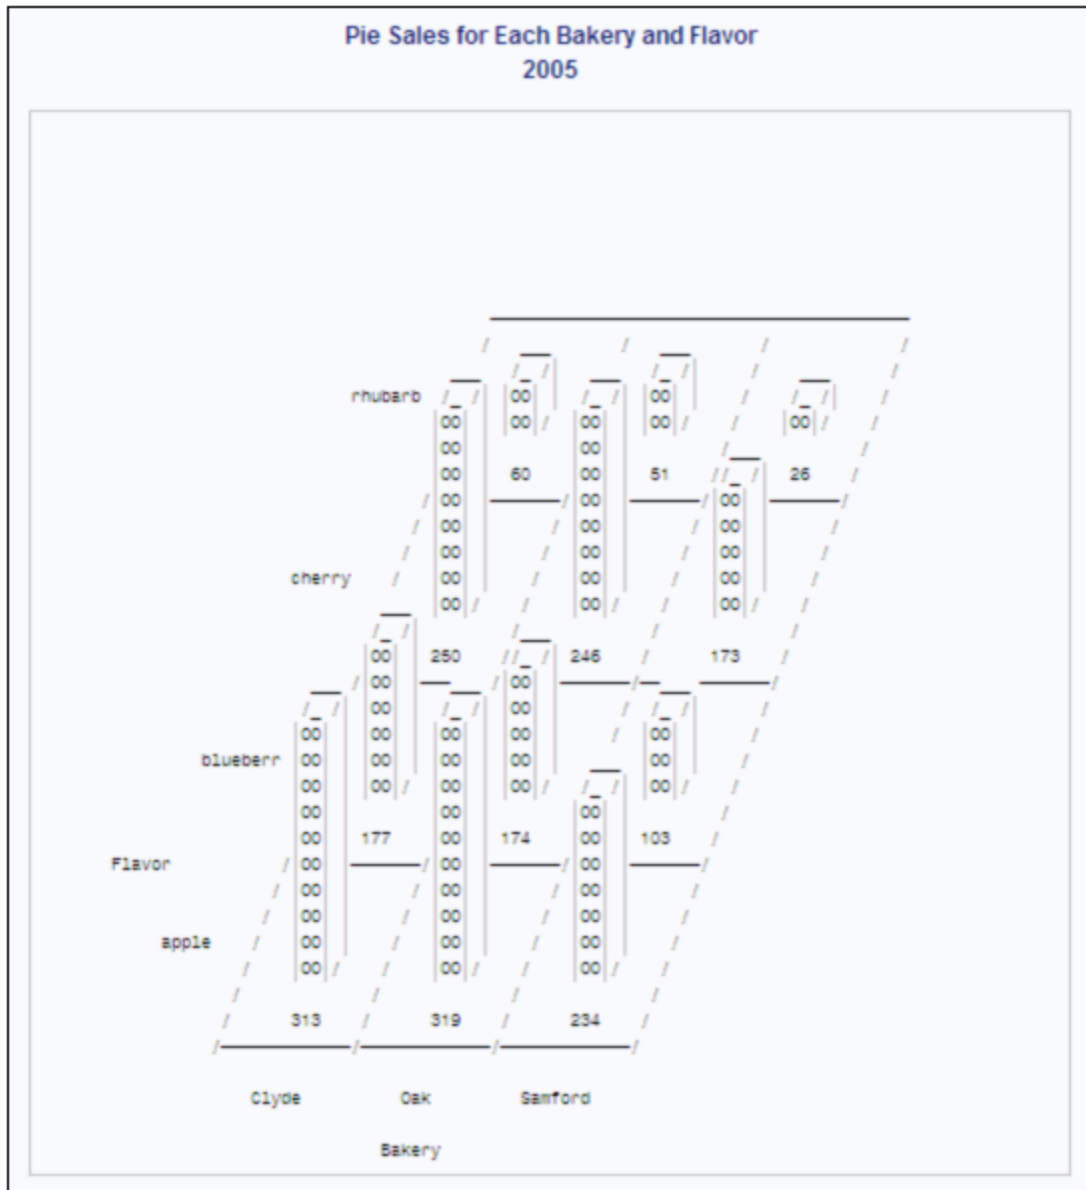 Pie Sales for Each Bakery and Flavor
2005
rhubarb
60 51 26
cherry
250 246 173
blueberr
177 174 103
Flavor
apple
313 319 234
Clyde Oak Samford
Bakery